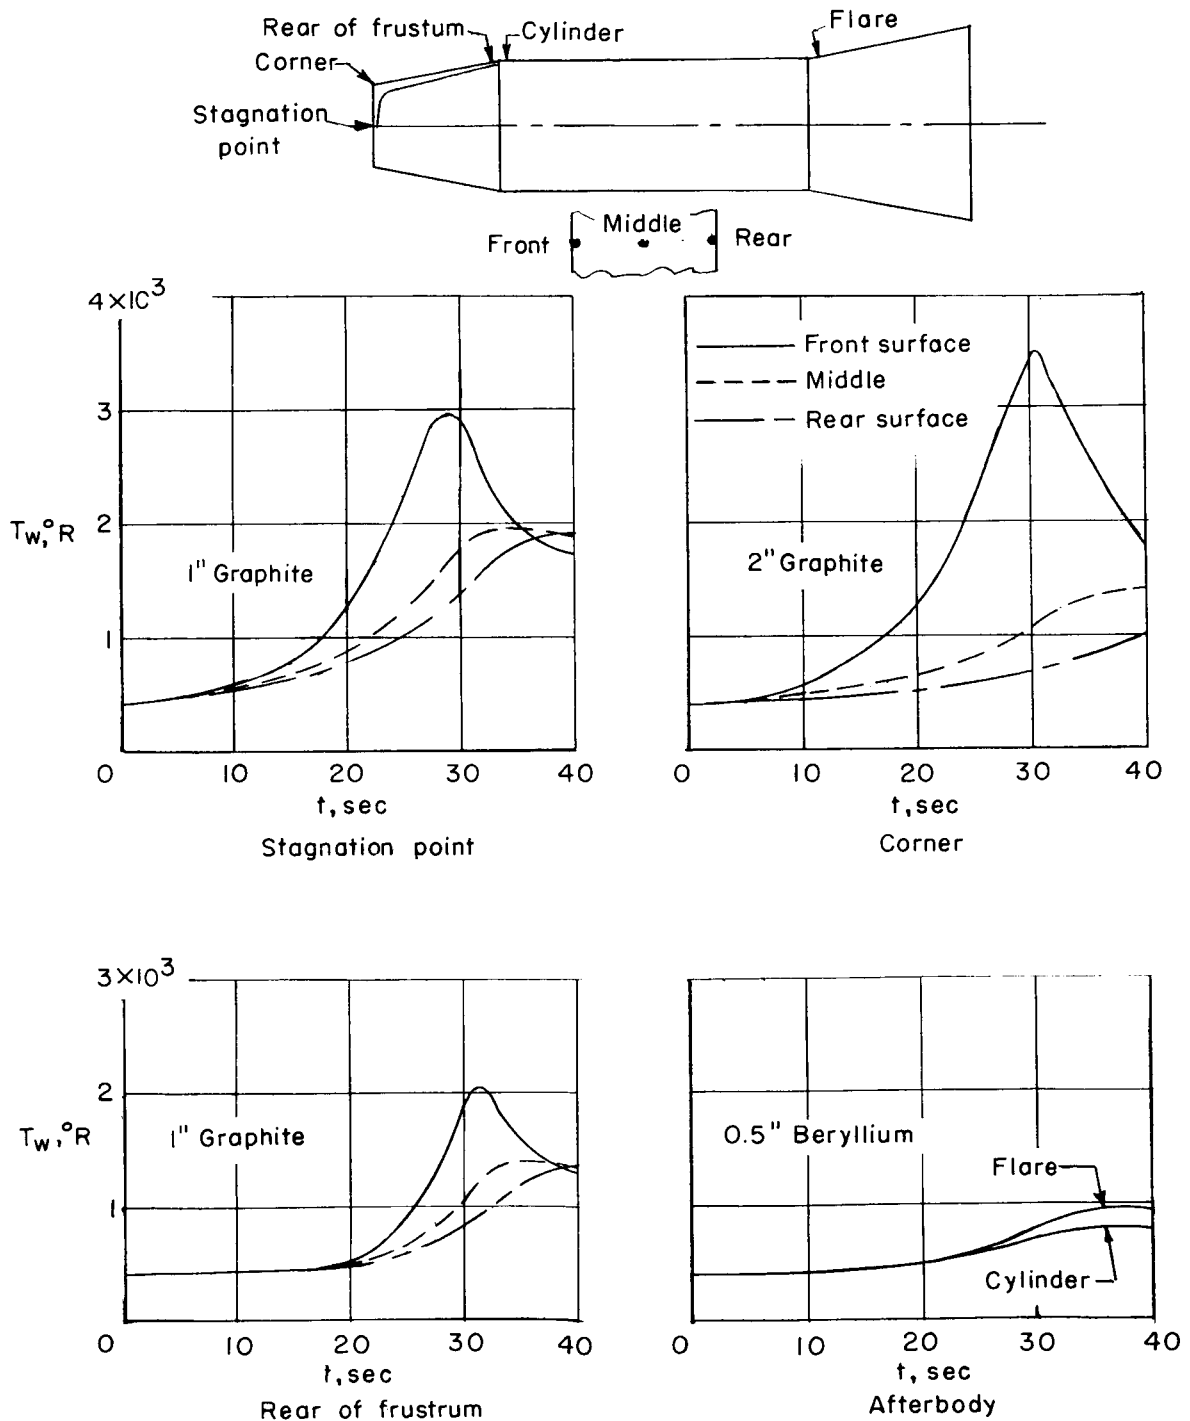 Rear of frustum
Cylinder
Flare
Corner
Stagnation
point
Front
Middle
Rear
4×10³
3
2
1
T_W,°R
1" Graphite
0 10 20 30 40
t, sec
Stagnation point
Front surface
Middle
Rear surface
2" Graphite
0 10 20 30 40
t, sec
Corner
3×10³
2
1
T_W,°R
1" Graphite
0 10 20 30 40
t, sec
Rear of frustrum
0.5" Beryllium
Flare
Cylinder
0 10 20 30 40
t, sec
Afterbody